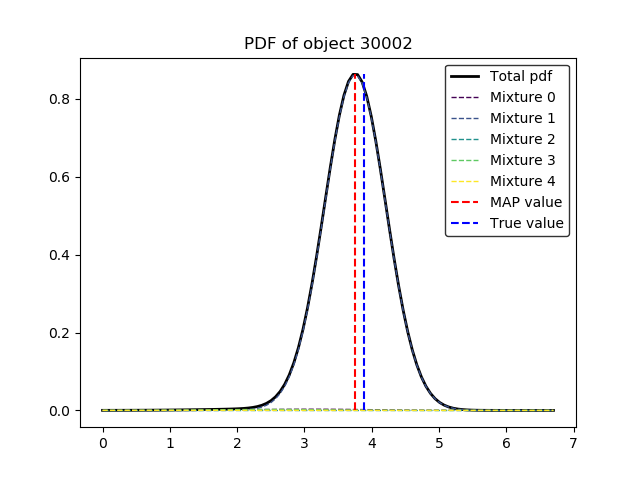 PDF of object 30002
Total pdf
Mixture 0
Mixture 1
Mixture 2
Mixture 3
Mixture 4
MAP value
True value
0.8
0.6
0.4
0.2
0.0
0 1 2 3 4 5 6 7